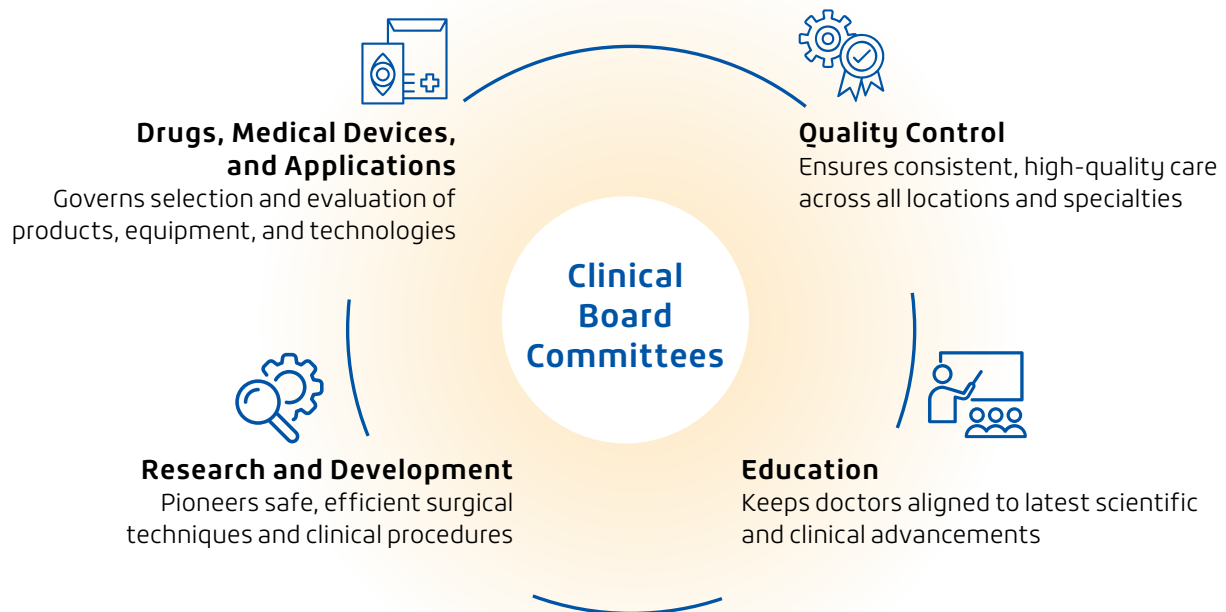 Drugs, Medical Devices,
and Applications
Governs selection and evaluation of
products, equipment, and technologies
Quality Control
Ensures consistent, high-quality care
across all locations and specialties
Clinical
Board
Committees
Research and Development
Pioneers safe, efficient surgical
techniques and clinical procedures
Education
Keeps doctors aligned to latest scientific
and clinical advancements